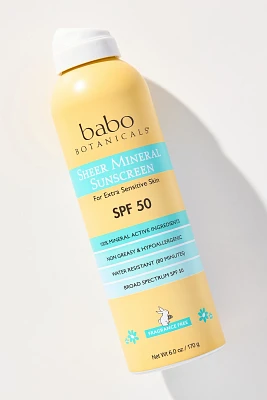 babo
BOTANICALS®
SHEER MINERAL
SUNSCREEN
For Extra Sensitive Skin
SPF 50
100% MINERAL ACTIVE INGREDIENTS
NON GREASY & HYPOALLERGENIC
WATER RESISTANT (80 MINUTES)
BROAD SPECTRUM SPF 50
FRAGRANCE FREE
Net Wt 6.0 oz / 170 g